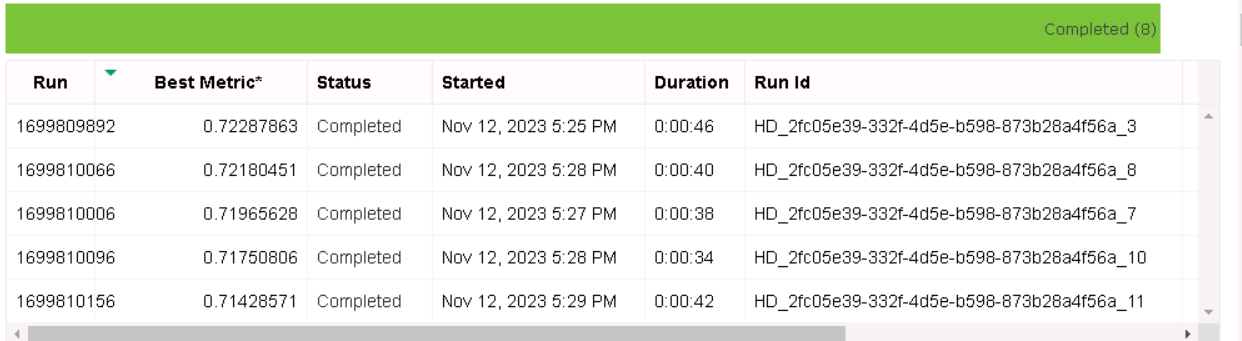 Completed (8)
Run Best Metric* Status Started Duration Run Id
1699809892 0.72287863 Completed Nov 12, 2023 5:25 PM 0:00:46 HD_2fc05e39-332f-4d5e-b598-873b28a4f56a_3
1699810066 0.72180451 Completed Nov 12, 2023 5:28 PM 0:00:40 HD_2fc05e39-332f-4d5e-b598-873b28a4f56a_8
1699810006 0.71965628 Completed Nov 12, 2023 5:27 PM 0:00:38 HD_2fc05e39-332f-4d5e-b598-873b28a4f56a_7
1699810096 0.71750806 Completed Nov 12, 2023 5:28 PM 0:00:34 HD_2fc05e39-332f-4d5e-b598-873b28a4f56a_10
1699810156 0.71428571 Completed Nov 12, 2023 5:29 PM 0:00:42 HD_2fc05e39-332f-4d5e-b598-873b28a4f56a_11